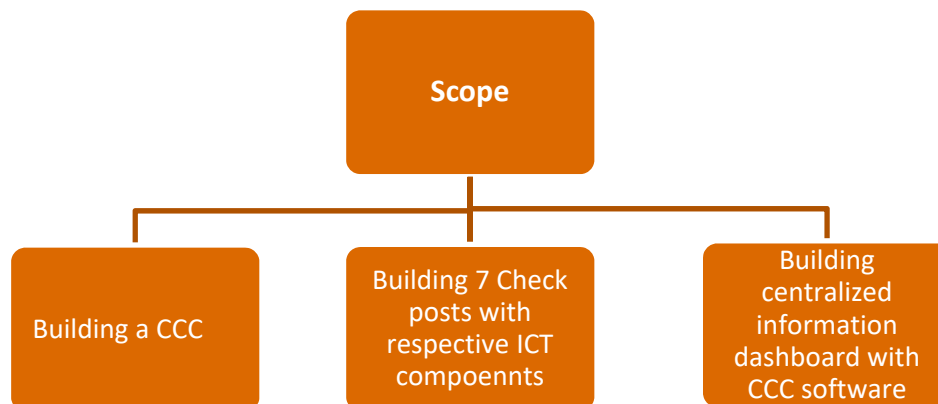 Scope
Building a CCC
Building 7 Check
posts with
respective ICT
compoennts
Building
centralized
information
dashboard with
CCC software